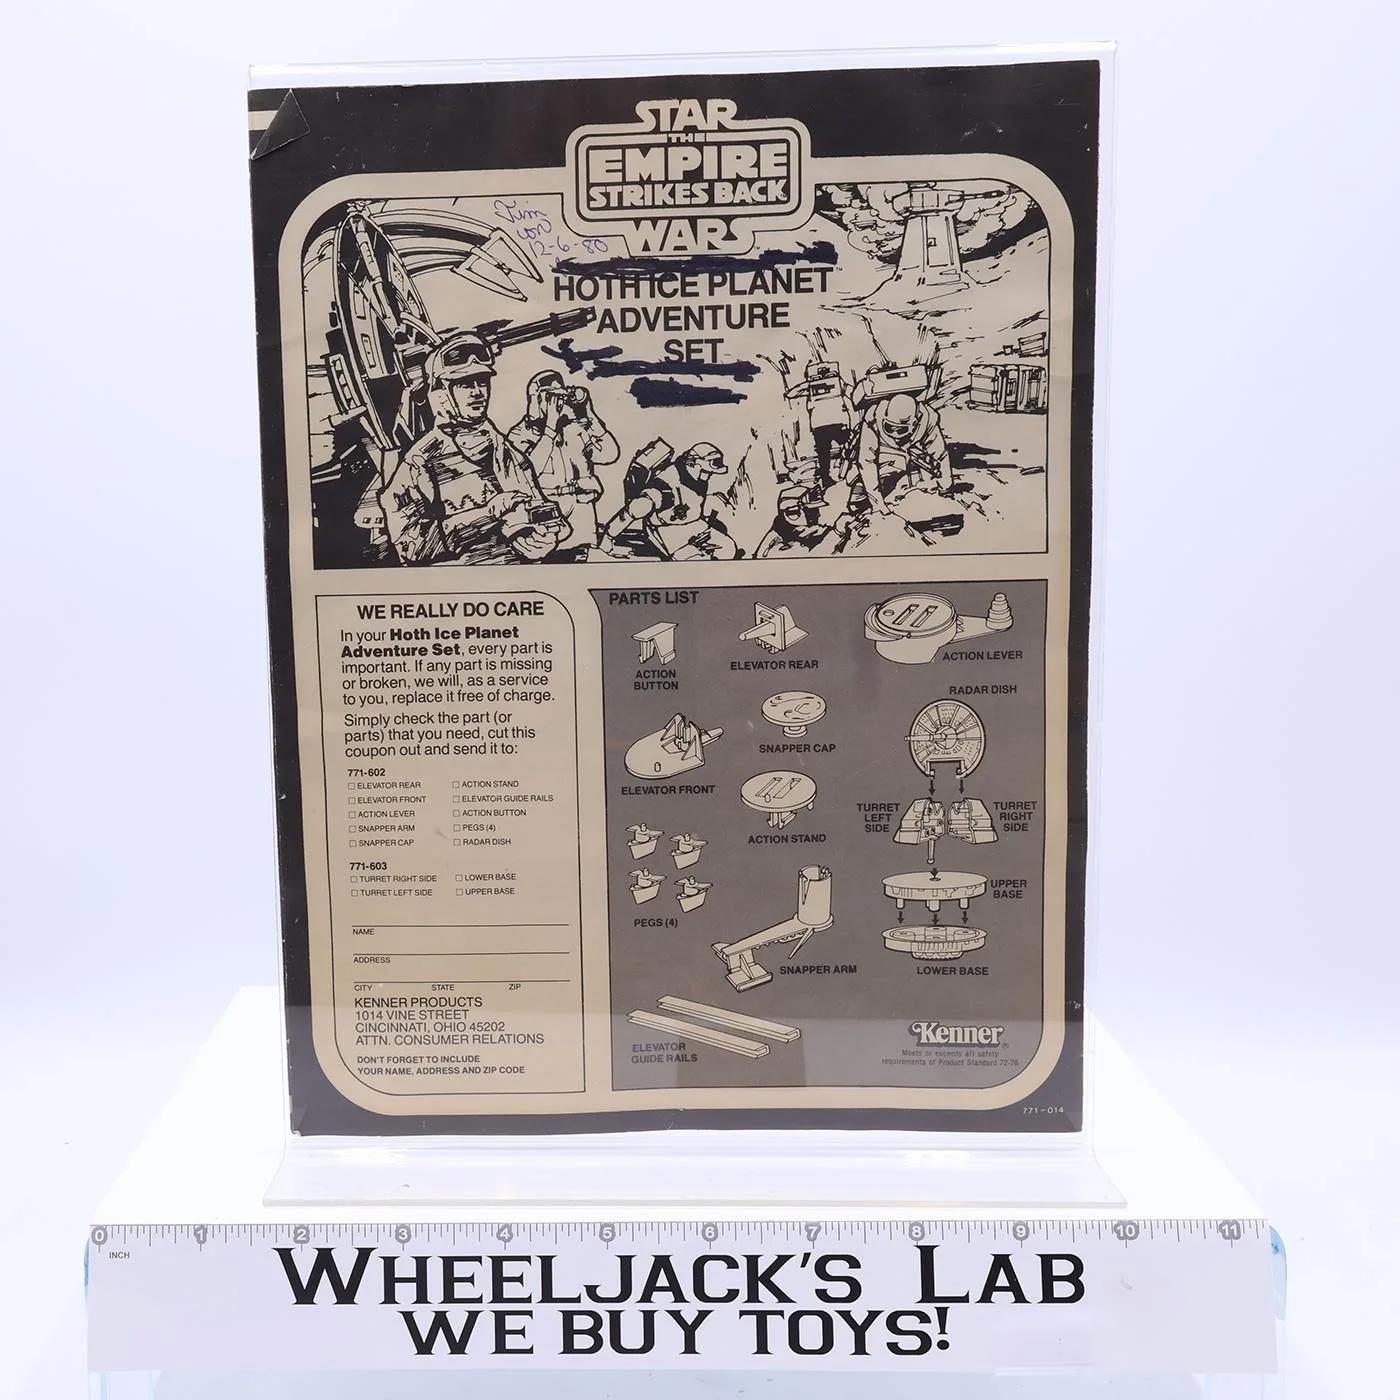 STAR
THE
EMPIRE
STRIKES BACK
WARS™
Tim
won
12-6-80
HOTH ICE PLANET™
ADVENTURE
SET
WE REALLY DO CARE
In your Hoth Ice Planet
Adventure Set, every part is
important. If any part is missing
or broken, we will, as a service
to you, replace it free of charge.
Simply check the part (or
parts) that you need, cut this
coupon out and send it to:
771-602
☐ ELEVATOR REAR ☐ ACTION STAND
☐ ELEVATOR FRONT ☐ ELEVATOR GUIDE RAILS
☐ ACTION LEVER ☐ ACTION BUTTON
☐ SNAPPER ARM ☐ PEGS (4)
☐ SNAPPER CAP ☐ RADAR DISH
771-603
☐ TURRET RIGHT SIDE ☐ LOWER BASE
☐ TURRET LEFT SIDE ☐ UPPER BASE
NAME
ADDRESS
CITY STATE ZIP
KENNER PRODUCTS
1014 VINE STREET
CINCINNATI, OHIO 45202
ATTN. CONSUMER RELATIONS
DON'T FORGET TO INCLUDE
YOUR NAME, ADDRESS AND ZIP CODE
PARTS LIST
ACTION
BUTTON
ELEVATOR REAR
ACTION LEVER
RADAR DISH
SNAPPER CAP
ELEVATOR FRONT
ACTION STAND
TURRET
LEFT
SIDE
TURRET
RIGHT
SIDE
UPPER
BASE
PEGS (4)
SNAPPER ARM
LOWER BASE
ELEVATOR
GUIDE RAILS
Kenner®
Meets or exceeds all safety
requirements of Product Standard 72-76
771-014
0 1 2 3 4 5 6 7 8 9 10 11
INCH
WHEELJACK'S LAB
WE BUY TOYS!